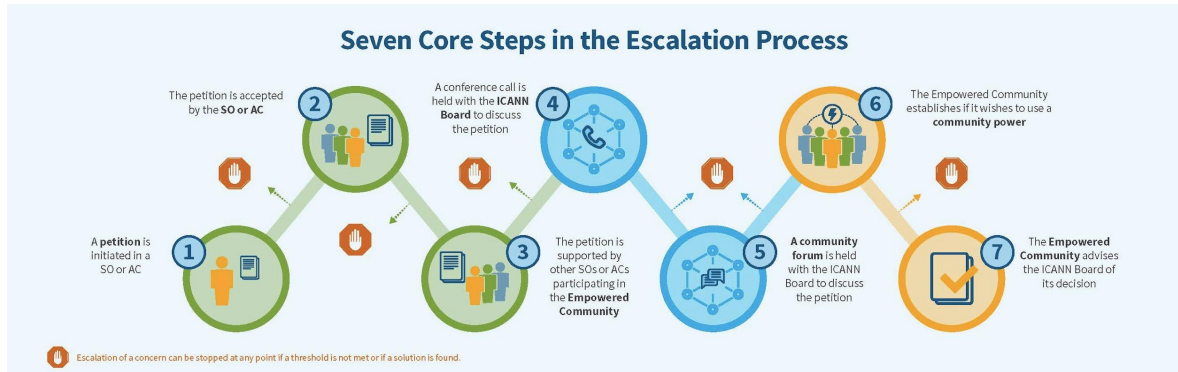 Seven Core Steps in the Escalation Process
1
A petition is
initiated in a
SO or AC
2
The petition is accepted
by the SO or AC
3
The petition is
supported by
other SOs or ACs
participating in
the Empowered
Community
4
A conference call is
held with the ICANN
Board to discuss
the petition
5
A community
forum is held
with the ICANN
Board to discuss
the petition
6
The Empowered Community
establishes if it wishes to use a
community power
7
The Empowered
Community advises
the ICANN Board of
its decision
Escalation of a concern can be stopped at any point if a threshold is not met or if a solution is found.